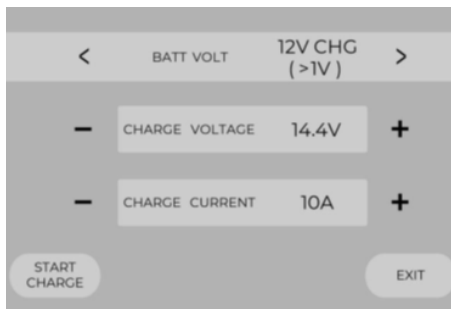 < BATT VOLT 12V CHG >
(>1V)
− CHARGE VOLTAGE 14.4V +
− CHARGE CURRENT 10A +
START
CHARGE
EXIT